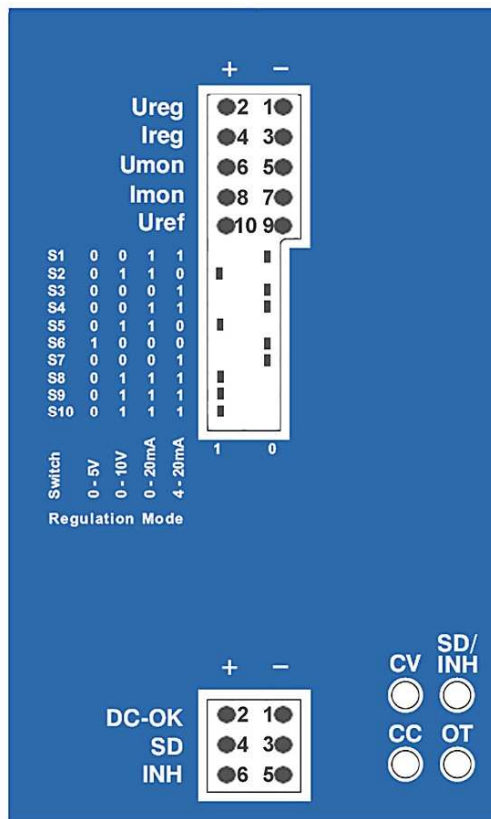 + −
Ureg 2 1
Ireg 4 3
Umon 6 5
Imon 8 7
Uref 10 9
S1 0 0 1 1
S2 0 1 1 0
S3 0 0 0 1
S4 0 0 1 1
S5 0 1 1 0
S6 1 0 0 0
S7 0 0 0 1
S8 0 1 1 1
S9 0 1 1 1
S10 0 1 1 1
1 0
Switch
0 - 5V
0 - 10V
0 - 20mA
4 - 20mA
Regulation Mode
+ −
DC-OK 2 1
SD 4 3
INH 6 5
CV SD/
INH
CC OT